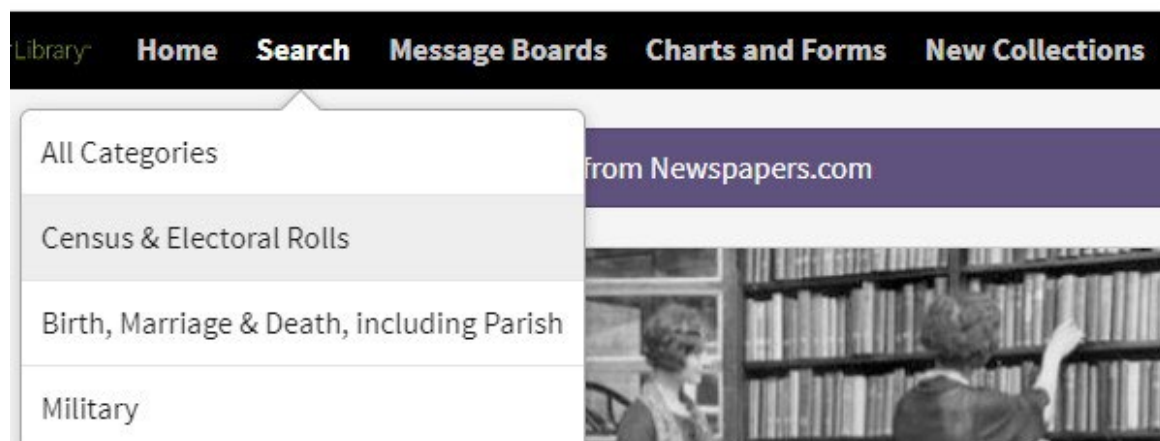 Library Home Search Message Boards Charts and Forms New Collections
All Categories
from Newspapers.com
Census & Electoral Rolls
Birth, Marriage & Death, including Parish
Military